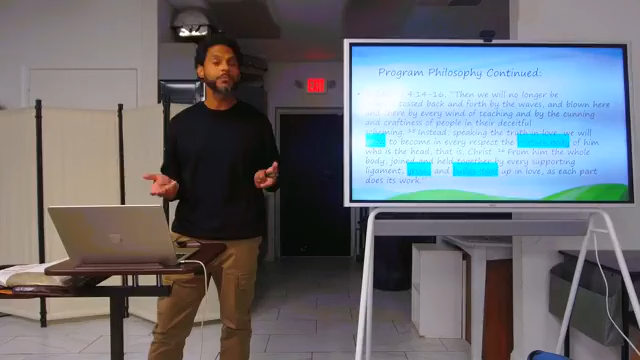 EXIT
Program Philosophy Continued:
4:14-16, "Then we will no longer be
tossed back and forth by the waves, and blown here
and there by every wind of teaching and by the cunning
and craftiness of people in their deceitful
scheming. 15 Instead, speaking the truth in love, we will
to become in every respect the of him
who is the head, that is, Christ. 16 From him the whole
body, joined and held together by every supporting
ligament, and up in love, as each part
does its work."